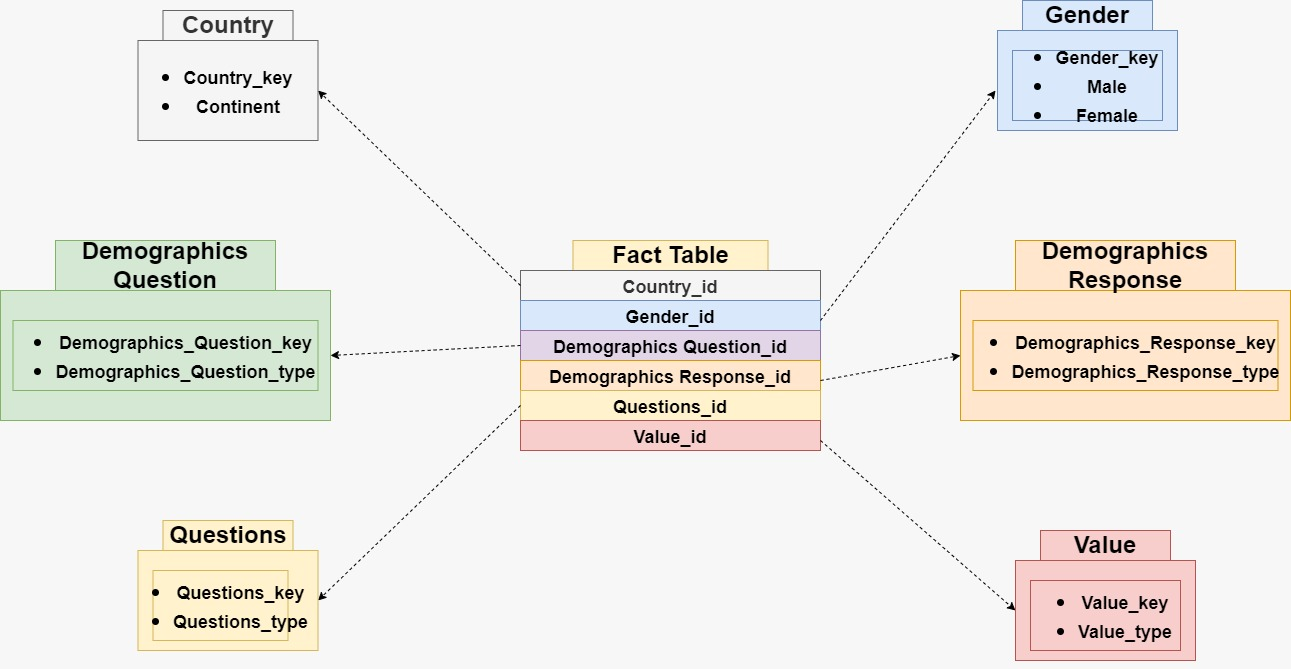 Country
Country_key
Continent
Gender
Gender_key
Male
Female
Demographics
Question
Demographics_Question_key
Demographics_Question_type
Fact Table
Country_id
Gender_id
Demographics Question_id
Demographics Response_id
Questions_id
Value_id
Demographics
Response
Demographics_Response_key
Demographics_Response_type
Questions
Questions_key
Questions_type
Value
Value_key
Value_type